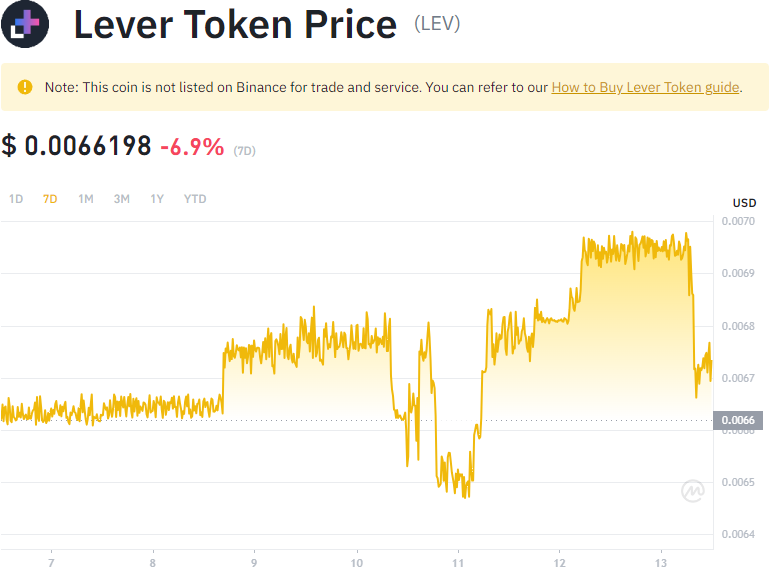 Lever Token Price (LEV)
Note: This coin is not listed on Binance for trade and service. You can refer to our How to Buy Lever Token guide.
$ 0.0066198 -6.9% (7D)
1D 7D 1M 3M 1Y YTD
USD
0.0070
0.0069
0.0068
0.0067
0.0066
0.0066
0.0065
0.0064
7 8 9 10 11 12 13